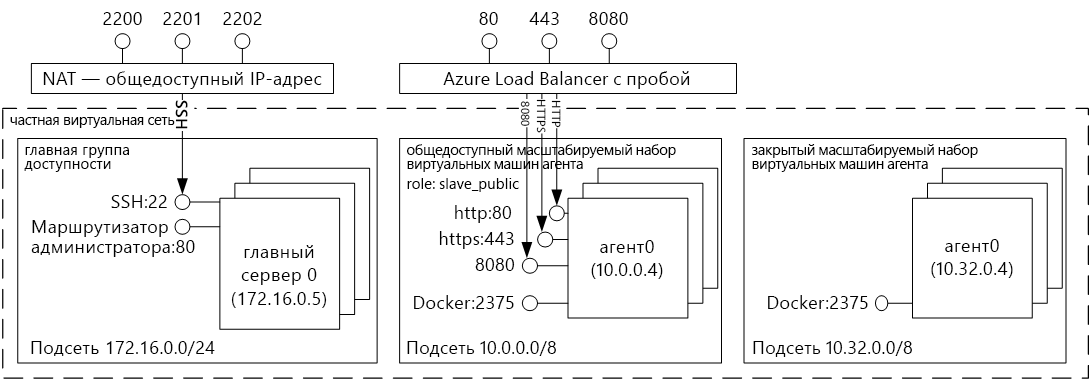 2200 2201 2202
80 443 8080
NAT — общедоступный IP-адрес
Azure Load Balancer с пробой
SSH
8080
HTTPS
HTTP
частная виртуальная сеть
главная группа
доступности
SSH:22
Маршрутизатор
администратора:80
главный
сервер 0
(172.16.0.5)
Подсеть 172.16.0.0/24
общедоступный масштабируемый набор
виртуальных машин агента
role: slave_public
http:80
https:443
8080
Docker:2375
агент0
(10.0.0.4)
Подсеть 10.0.0.0/8
закрытый масштабируемый набор
виртуальных машин агента
агент0
(10.32.0.4)
Docker:2375
Подсеть 10.32.0.0/8